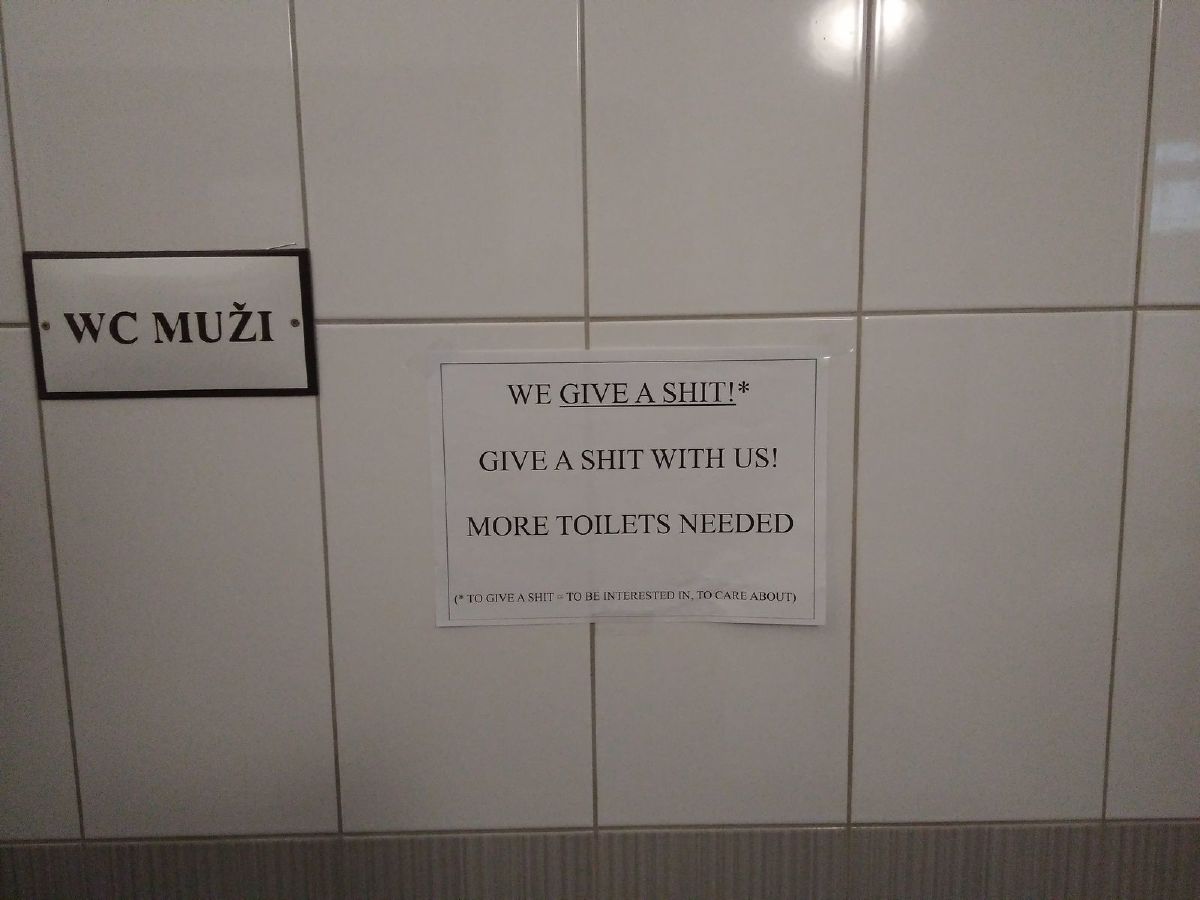 WC MUŽI
WE GIVE A SHIT!*
GIVE A SHIT WITH US!
MORE TOILETS NEEDED
(* TO GIVE A SHIT = TO BE INTERESTED IN, TO CARE ABOUT)